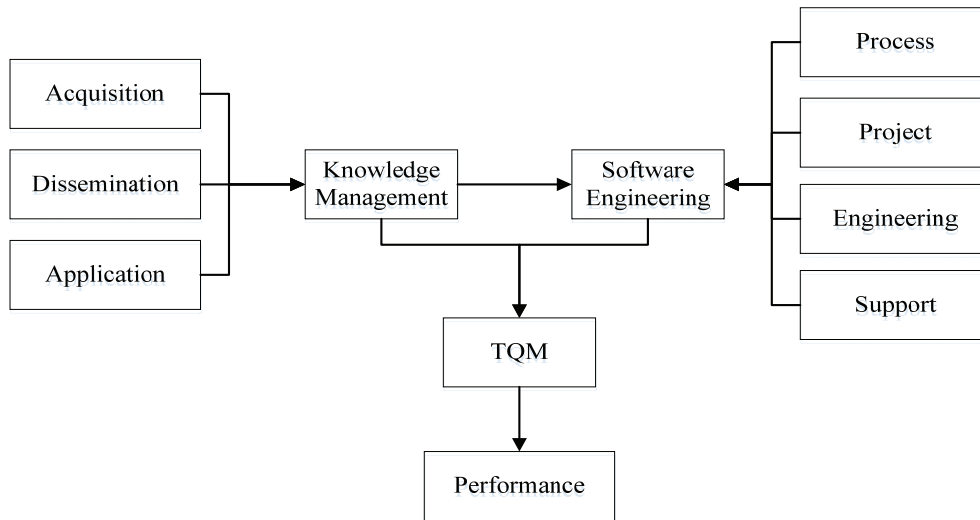 Acquisition
Dissemination
Application
Knowledge
Management
Software
Engineering
Process
Project
Engineering
Support
TQM
Performance